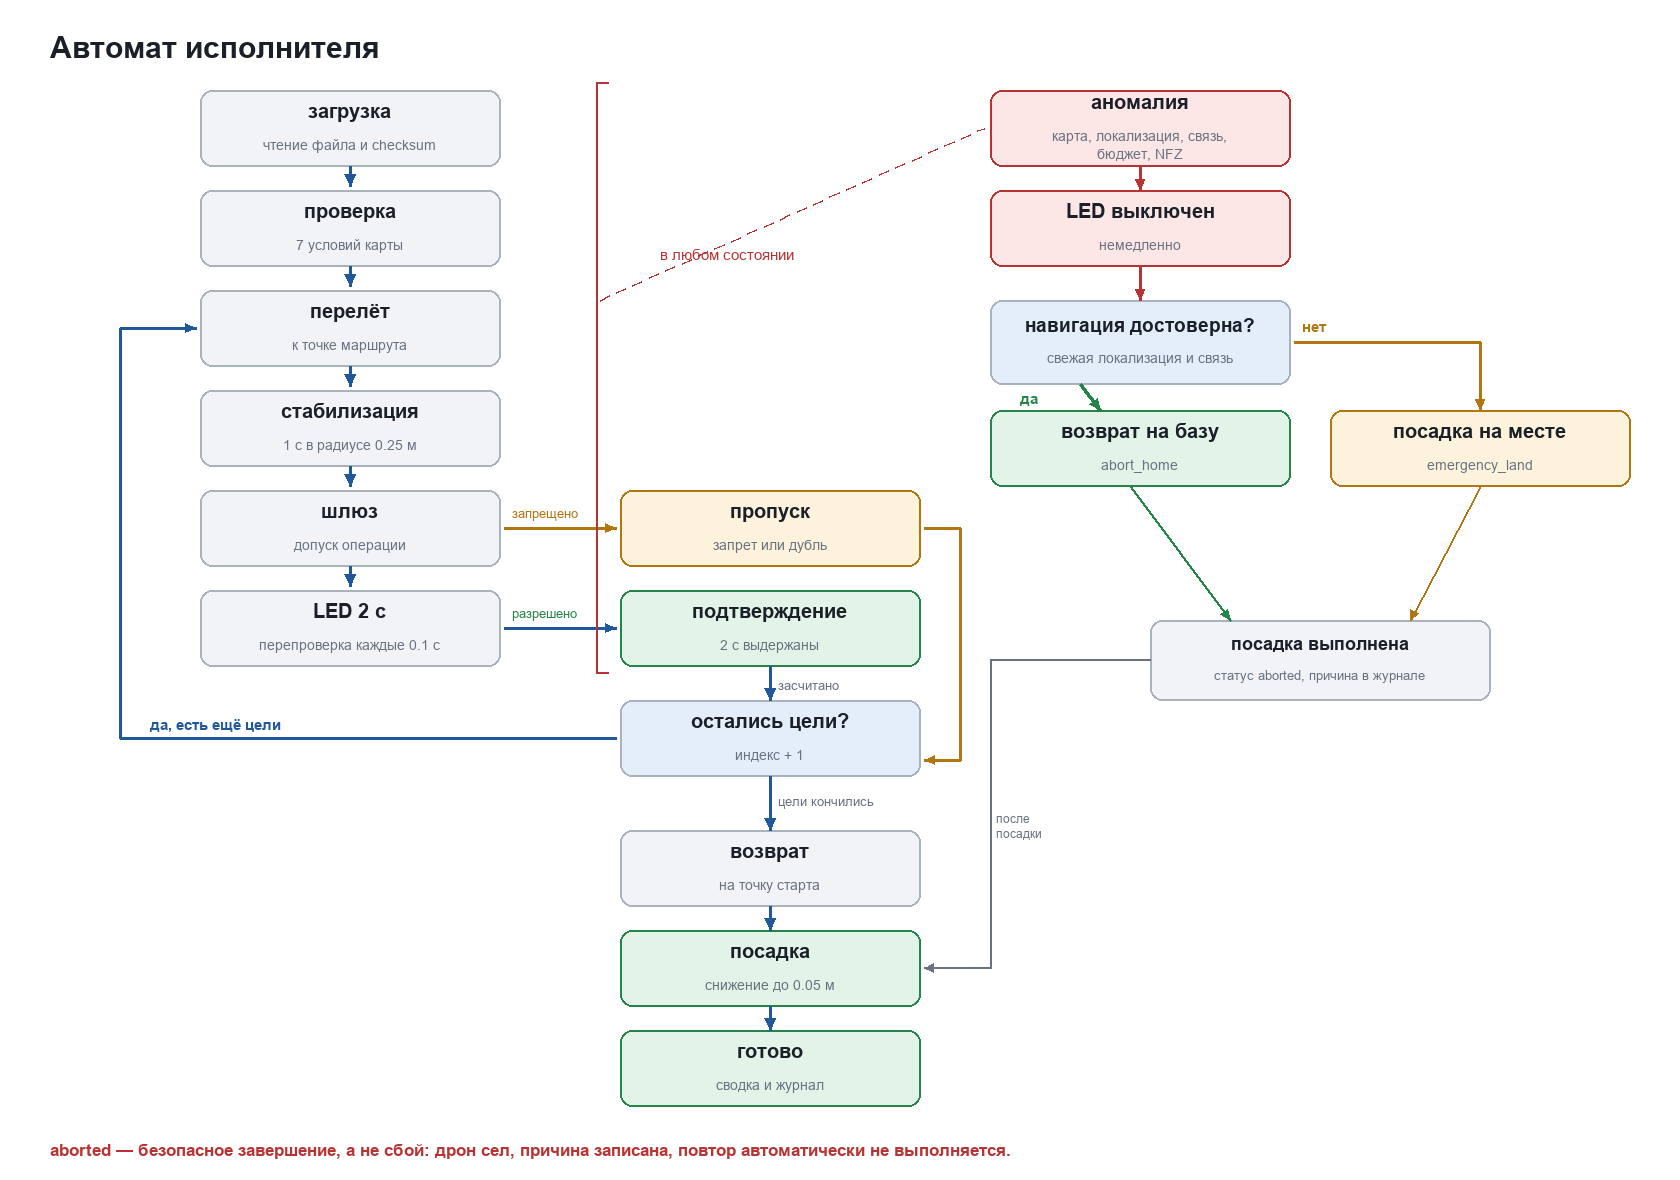 Автомат исполнителя
загрузка
чтение файла и checksum
проверка
7 условий карты
перелёт
к точке маршрута
стабилизация
1 с в радиусе 0.25 м
шлюз
допуск операции
запрещено
LED 2 с
перепроверка каждые 0.1 с
разрешено
пропуск
запрет или дубль
подтверждение
2 с выдержаны
засчитано
остались цели?
индекс + 1
да, есть ещё цели
цели кончились
возврат
на точку старта
посадка
снижение до 0.05 м
готово
сводка и журнал
в любом состоянии
аномалия
карта, локализация, связь,
бюджет, NFZ
LED выключен
немедленно
навигация достоверна?
свежая локализация и связь
нет
да
возврат на базу
abort_home
посадка на месте
emergency_land
посадка выполнена
статус aborted, причина в журнале
после
посадки
aborted — безопасное завершение, а не сбой: дрон сел, причина записана, повтор автоматически не выполняется.